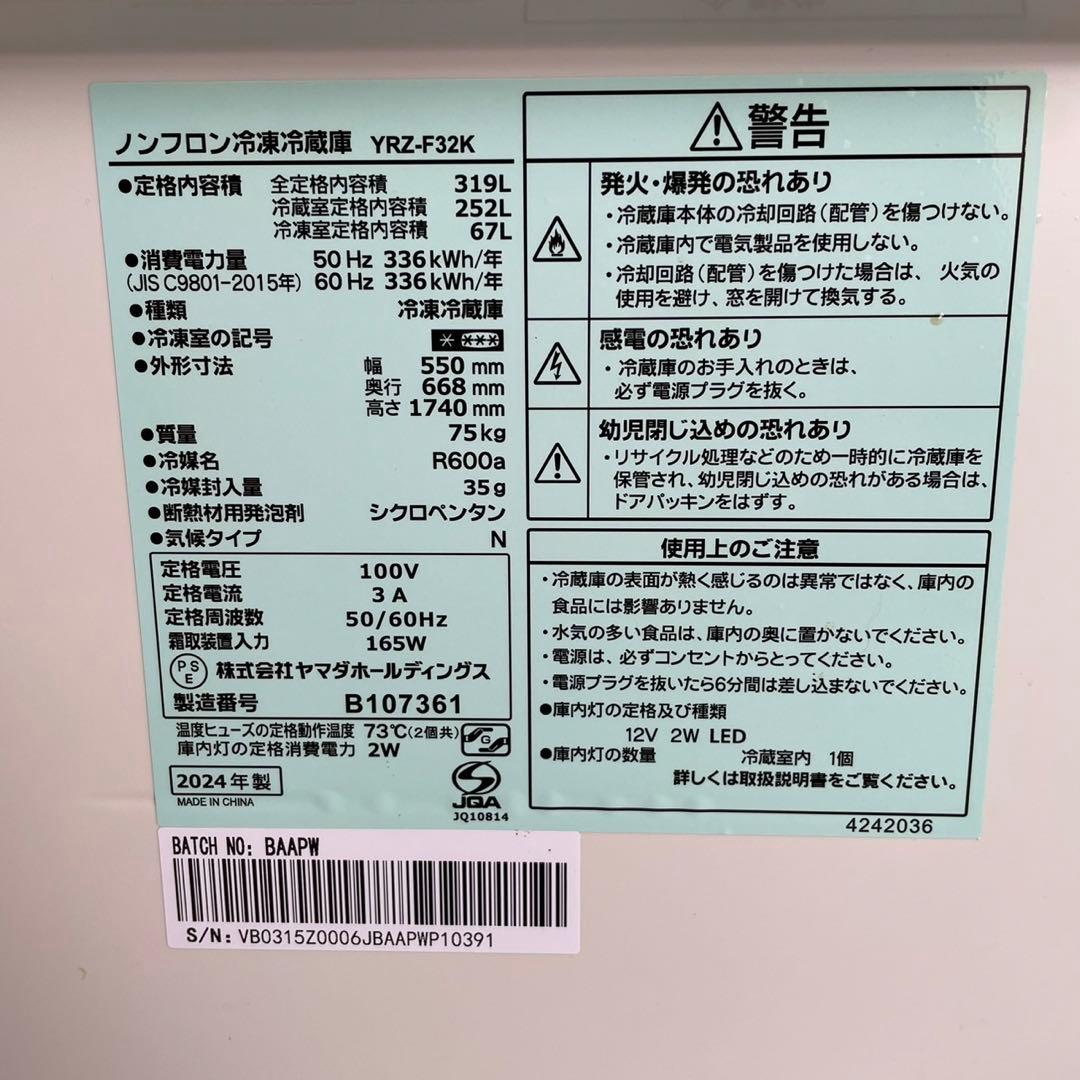 ノンフロン冷凍冷蔵庫 YRZ-F32K
●定格内容積 全定格内容積 319L
冷蔵室定格内容積 252L
冷凍室定格内容積 67L
●消費電力量 50Hz 336kWh/年
(JIS C9801-2015年) 60Hz 336kWh/年
●種類 冷凍冷蔵庫
●冷凍室の記号
●外形寸法 幅 550 mm
奥行 668 mm
高さ 1740 mm
●質量 75kg
●冷媒名 R600a
●冷媒封入量 35g
●断熱材用発泡剤 シクロペンタン
●気候タイプ N
定格電圧 100V
定格電流 3A
定格周波数 50/60Hz
霜取装置入力 165W
PSE 株式会社ヤマダホールディングス
製造番号 B107361
温度ヒューズの定格動作温度 73℃(2個共)
庫内灯の定格消費電力 2W
G
2024年製
MADE IN CHINA
JQA
JQ10814
警告
発火・爆発の恐れあり
・冷蔵庫本体の冷却回路(配管)を傷つけない。
・冷蔵庫内で電気製品を使用しない。
・冷却回路(配管)を傷つけた場合は、火気の
使用を避け、窓を開けて換気する。
感電の恐れあり
・冷蔵庫のお手入れのときは、
必ず電源プラグを抜く。
幼児閉じ込めの恐れあり
・リサイクル処理などのため一時的に冷蔵庫を
保管され、幼児閉じ込めの恐れがある場合は、
ドアパッキンをはずす。
使用上のご注意
・冷蔵庫の表面が熱く感じるのは異常ではなく、庫内の
食品には影響ありません。
・水気の多い食品は、庫内の奥に置かないでください。
・電源は、必ずコンセントからとってください。
・電源プラグを抜いたら6分間は差し込まないでください。
●庫内灯の定格及び種類
12V 2W LED
●庫内灯の数量 冷蔵室内 1個
詳しくは取扱説明書をご覧ください。
4242036
BATCH NO: BAAPW
S/N: VB0315Z0006JBAAPWP10391